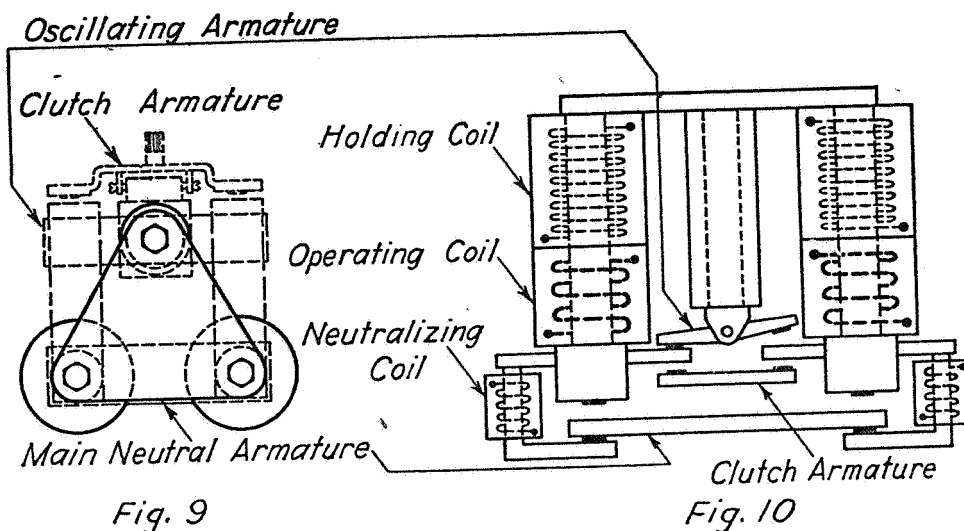 Oscillating Armature
Clutch Armature
Main Neutral Armature
Fig. 9
Holding Coil
Operating Coil
Neutralizing
Coil
Clutch Armature
Fig. 10